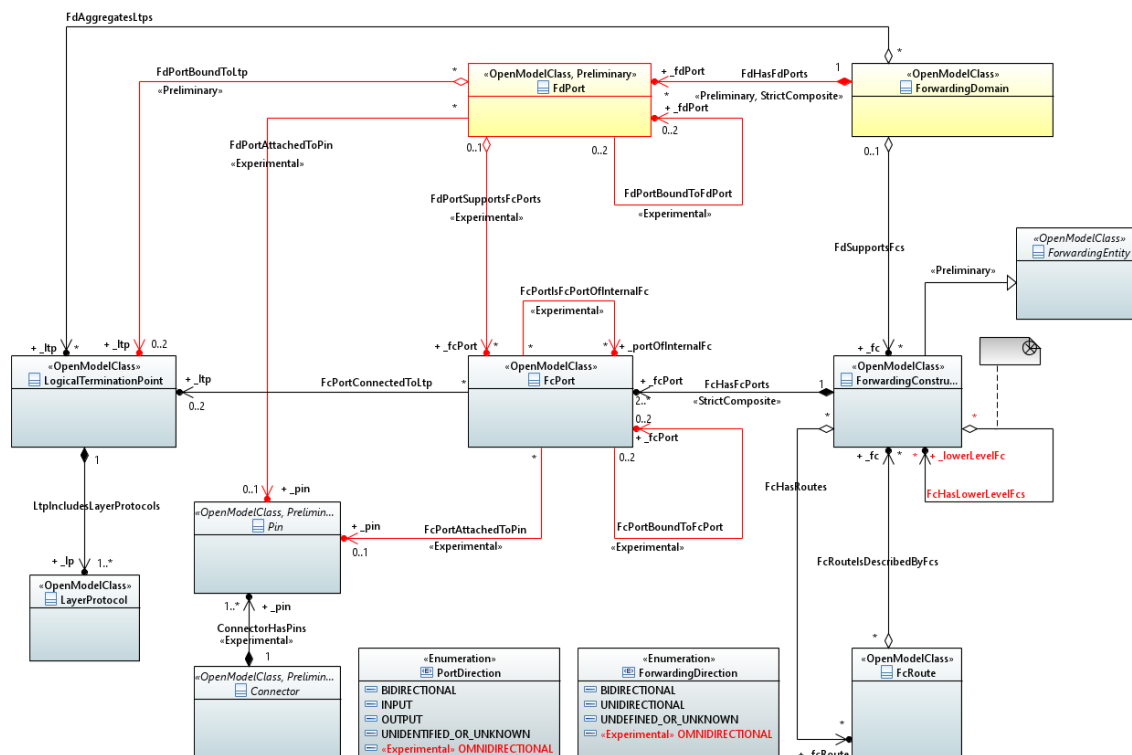 FdAggregatesLtps
*
FdPortBoundToLtp
«Preliminary»
*
*
«OpenModelClass, Preliminary»
FdPort
+ _fdPort
FdHasFdPorts
1
*
«Preliminary, StrictComposite»
+ _fdPort
0..2
«OpenModelClass»
ForwardingDomain
FdPortAttachedToPin
«Experimental»
0..1
0..2
0..1
FdPortSupportsFcPorts
«Experimental»
FdPortBoundToFdPort
«Experimental»
FdSupportsFcs
«OpenModelClass»
ForwardingEntity
«Preliminary»
FcPortIsFcPortOfInternalFc
«Experimental»
+ _ltp
*
+ _ltp
0..2
+ _fcPort
*
*
*
+ _portOfInternalFc
+ _fc
*
«OpenModelClass»
LogicalTerminationPoint
+ _ltp
0..2
FcPortConnectedToLtp
*
«OpenModelClass»
FcPort
+ _fcPort
2..*
FcHasFcPorts
«StrictComposite»
1
«OpenModelClass»
ForwardingConstru...
0..2
+ _fcPort
*
*
1
*
0..2
+ _fc
*
*
+ _lowerLevelFc
FcHasRoutes
FcHasLowerLevelFcs
LtpIncludesLayerProtocols
0..1
+ _pin
«OpenModelClass, Prelimin...
Pin
+ _pin
0..1
FcPortAttachedToPin
«Experimental»
FcPortBoundToFcPort
«Experimental»
FcRouteIsDescribedByFcs
+ _lp
1..*
«OpenModelClass»
LayerProtocol
1..*
+ _pin
ConnectorHasPins
«Experimental»
1
*
«OpenModelClass, Prelimin...
Connector
«Enumeration»
PortDirection
BIDIRECTIONAL
INPUT
OUTPUT
UNIDENTIFIED_OR_UNKNOWN
«Experimental» OMNIDIRECTIONAL
«Enumeration»
ForwardingDirection
BIDIRECTIONAL
UNIDIRECTIONAL
UNDEFINED_OR_UNKNOWN
«Experimental» OMNIDIRECTIONAL
«OpenModelClass»
FcRoute
*
+ _fcRoute